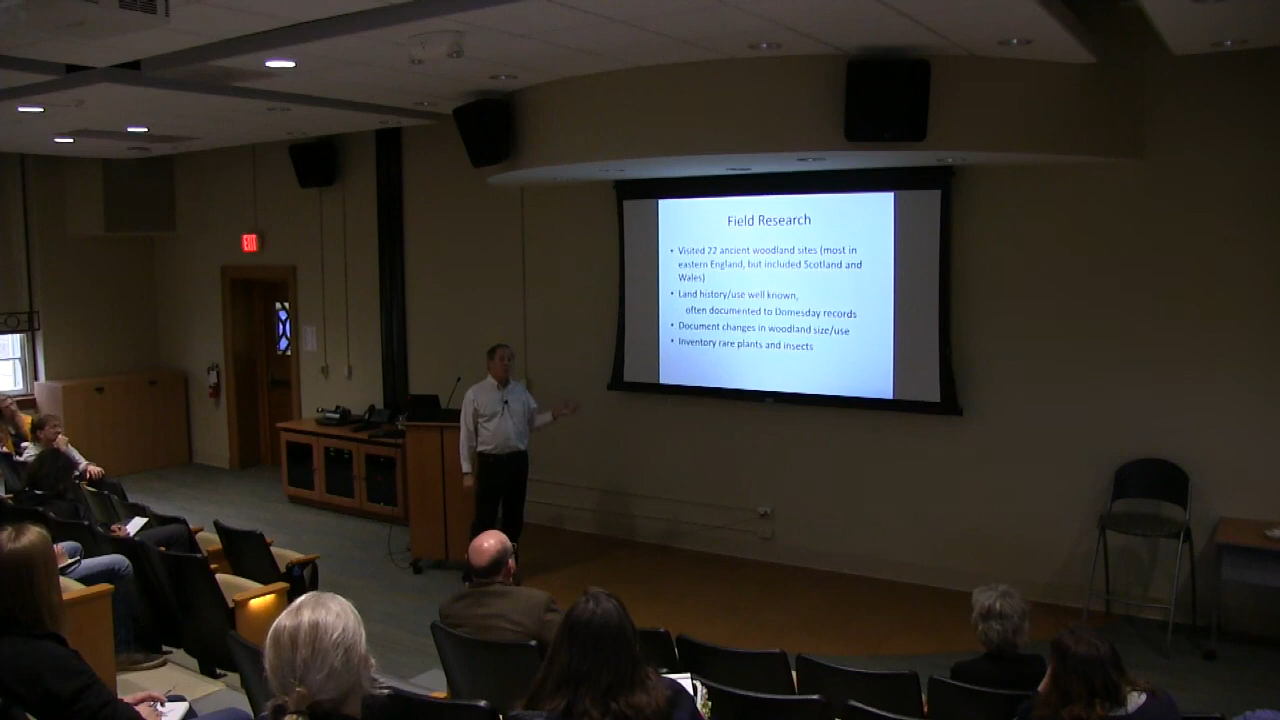 EXIT
Field Research
• Visited 22 ancient woodland sites (most in
eastern England, but included Scotland and
Wales)
• Land history/use well known,
often documented to Domesday records
• Document changes in woodland size/use
• Inventory rare plants and insects